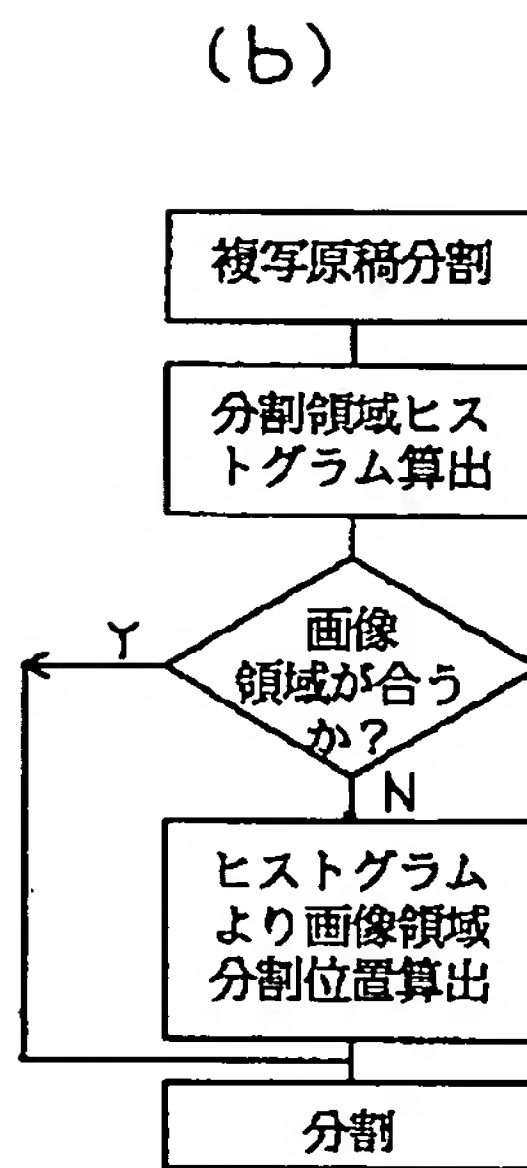 (b)
複写原稿分割
分割領域ヒス
トグラム算出
画像
領域が合う
か？
Y
N
ヒストグラム
より画像領域
分割位置算出
分割